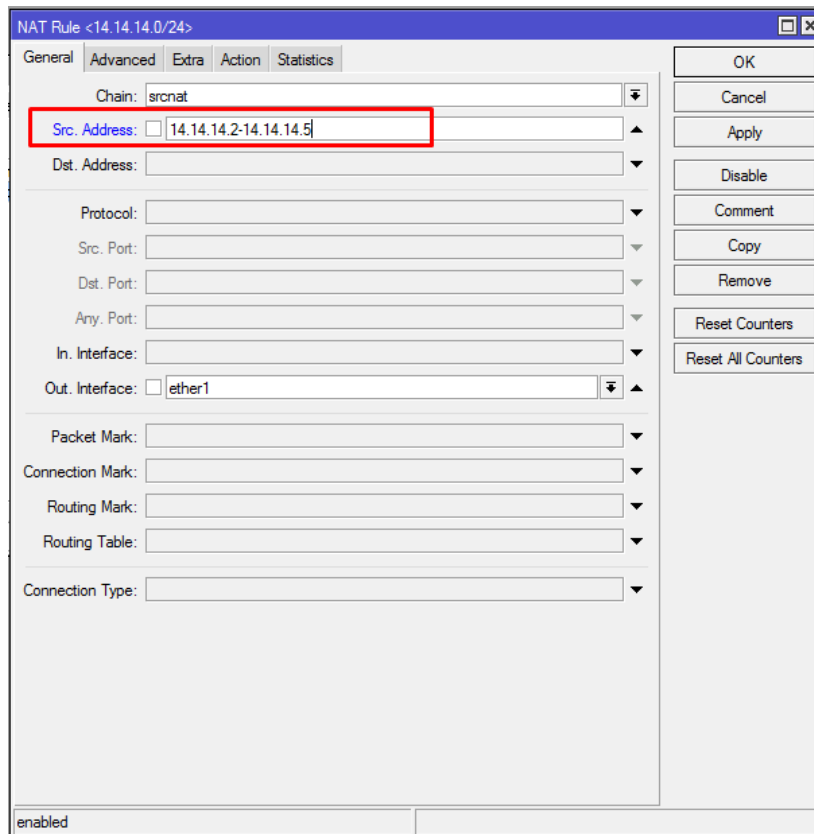 NAT Rule <14.14.14.0/24>
General Advanced Extra Action Statistics
Chain: srcnat
Src. Address: 14.14.14.2-14.14.14.5
Dst. Address:
Protocol:
Src. Port:
Dst. Port:
Any. Port:
In. Interface:
Out. Interface: ether1
Packet Mark:
Connection Mark:
Routing Mark:
Routing Table:
Connection Type:
OK
Cancel
Apply
Disable
Comment
Copy
Remove
Reset Counters
Reset All Counters
enabled